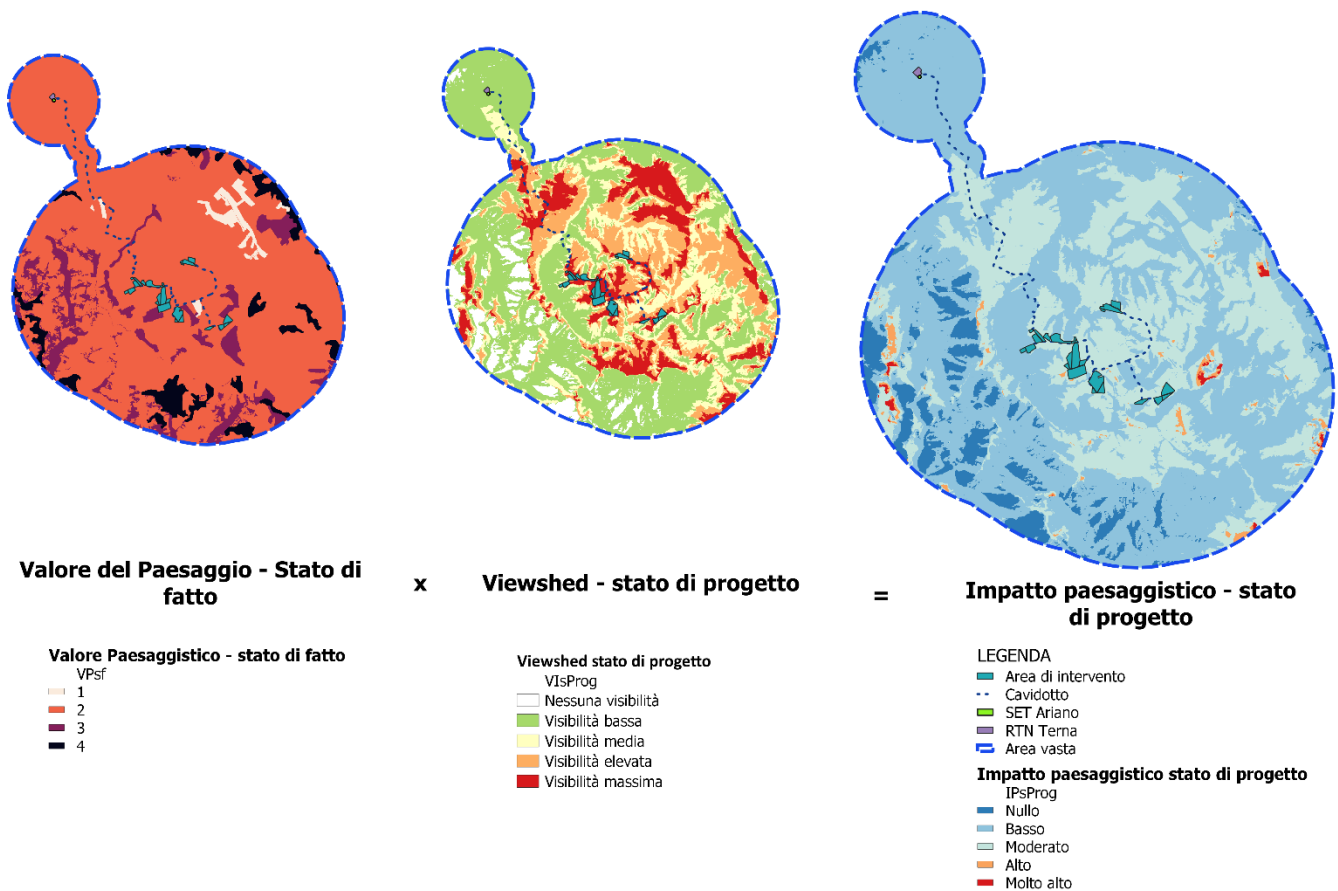 Valore del Paesaggio - Stato di
fatto
x
Viewshed - stato di progetto
=
Impatto paesaggistico - stato
di progetto
Valore Paesaggistico - stato di fatto
VPsf
1
2
3
4
Viewshed stato di progetto
VIsProg
Nessuna visibilità
Visibilità bassa
Visibilità media
Visibilità elevata
Visibilità massima
LEGENDA
Area di intervento
Cavidotto
SET Ariano
RTN Terna
Area vasta
Impatto paesaggistico stato di progetto
IPsProg
Nullo
Basso
Moderato
Alto
Molto alto